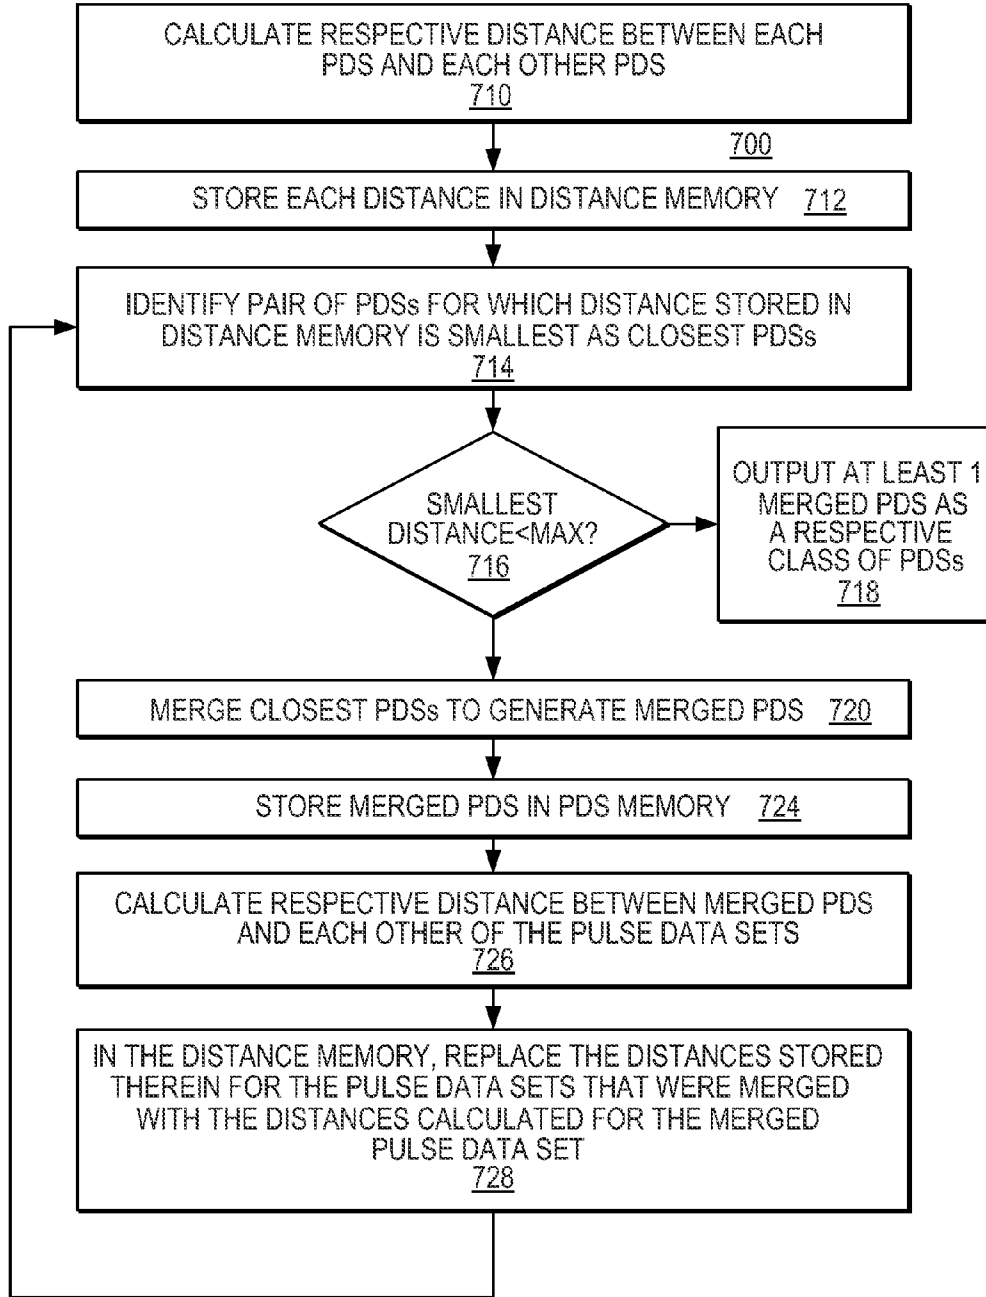 CALCULATE RESPECTIVE DISTANCE BETWEEN EACH
PDS AND EACH OTHER PDS
710
700
STORE EACH DISTANCE IN DISTANCE MEMORY 712
IDENTIFY PAIR OF PDSs FOR WHICH DISTANCE STORED IN
DISTANCE MEMORY IS SMALLEST AS CLOSEST PDSs
714
SMALLEST
DISTANCE<MAX?
716
OUTPUT AT LEAST 1
MERGED PDS AS
A RESPECTIVE
CLASS OF PDSs
718
MERGE CLOSEST PDSs TO GENERATE MERGED PDS 720
STORE MERGED PDS IN PDS MEMORY 724
CALCULATE RESPECTIVE DISTANCE BETWEEN MERGED PDS
AND EACH OTHER OF THE PULSE DATA SETS
726
IN THE DISTANCE MEMORY, REPLACE THE DISTANCES STORED
THEREIN FOR THE PULSE DATA SETS THAT WERE MERGED
WITH THE DISTANCES CALCULATED FOR THE MERGED
PULSE DATA SET
728